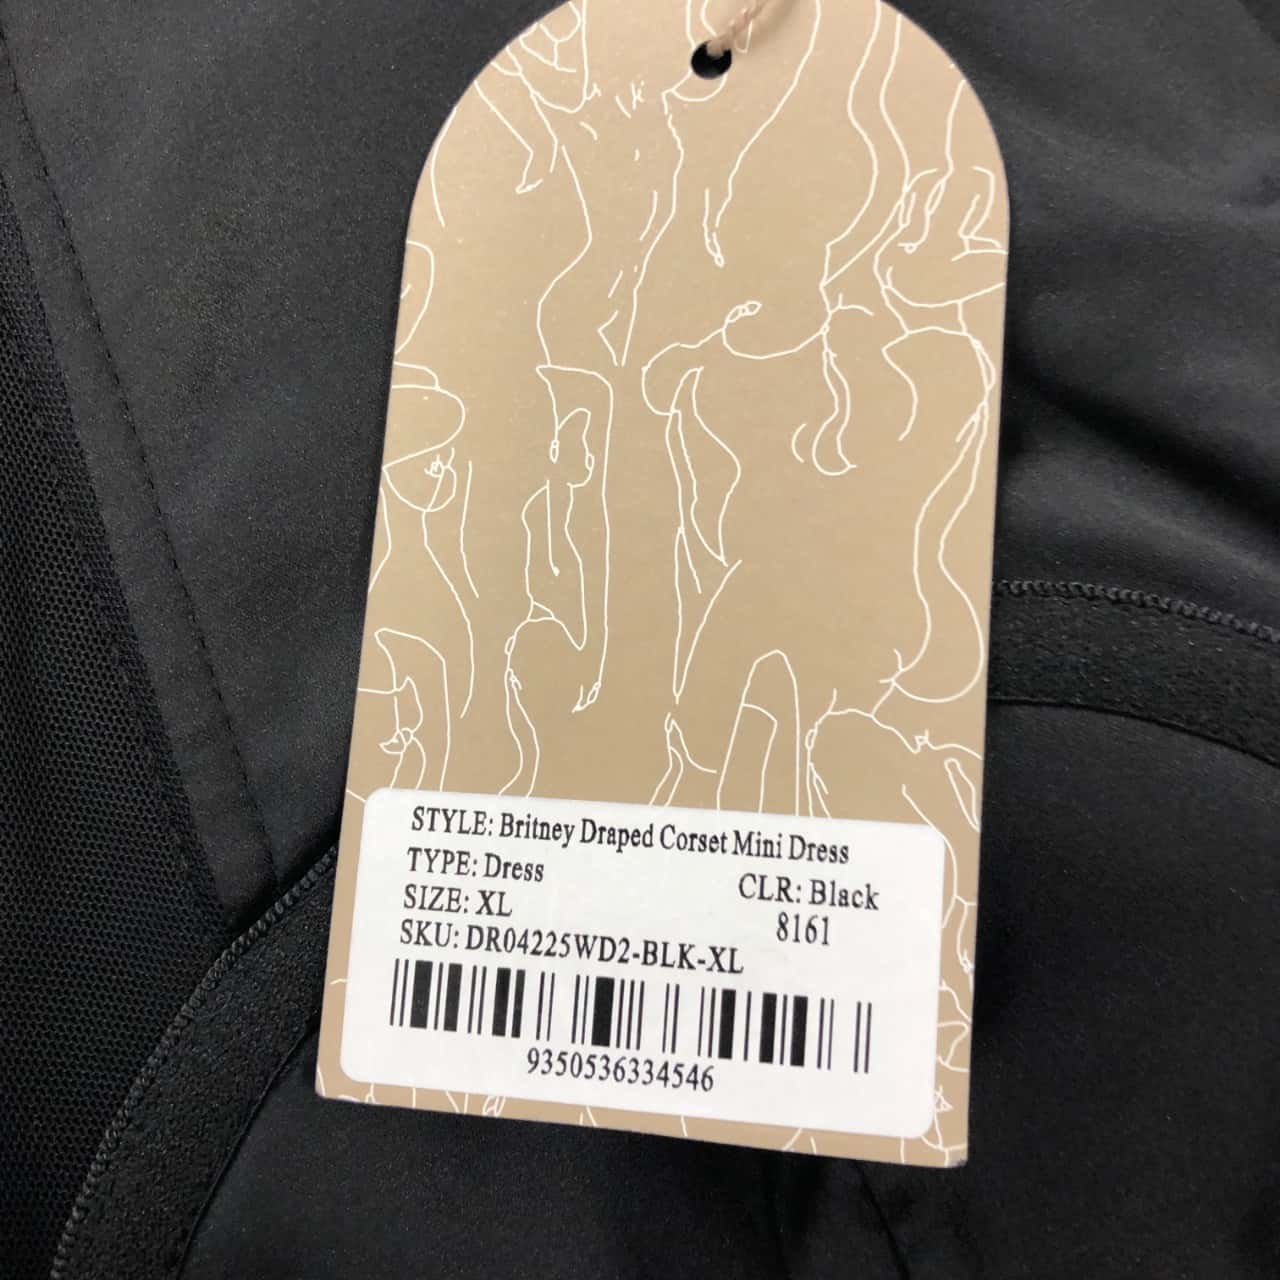 STYLE: Britney Draped Corset Mini Dress
TYPE: Dress CLR: Black
SIZE: XL 8161
SKU: DR04225WD2-BLK-XL
9350536334546